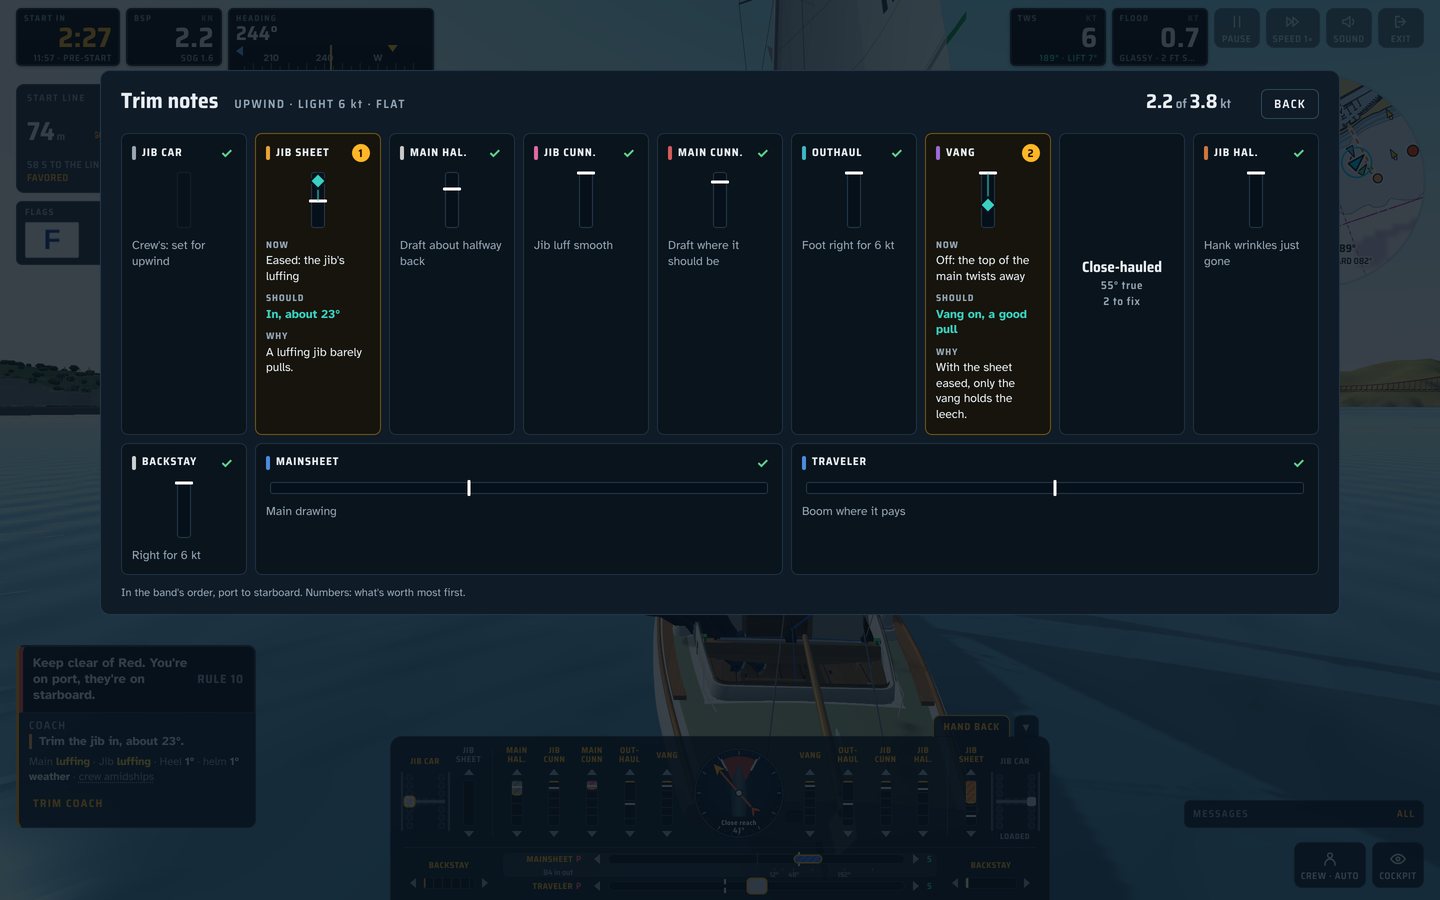 START IN
2:27
11:57 · PRE-START
BSP KN
2.2
SOG 1.6
HEADING
244°
210 240 W
TWS KT
6
189° · LIFT 7°
FLOOD KT
0.7
GLASSY · 2 FT S...
PAUSE
SPEED 1×
SOUND
EXIT
START LINE
74 m
58 S TO THE LIN
FAVORED
FLAGS
F
Trim notes
UPWIND · LIGHT 6 kt · FLAT
2.2 of 3.8 kt
BACK
JIB CAR
Crew's: set for
upwind
JIB SHEET 1
NOW
Eased: the jib's
luffing
SHOULD
In, about 23°
WHY
A luffing jib barely
pulls.
MAIN HAL.
Draft about halfway
back
JIB CUNN.
Jib luff smooth
MAIN CUNN.
Draft where it
should be
OUTHAUL
Foot right for 6 kt
VANG 2
NOW
Off: the top of the
main twists away
SHOULD
Vang on, a good
pull
WHY
With the sheet
eased, only the
vang holds the
leech.
Close-hauled
55° true
2 to fix
JIB HAL.
Hank wrinkles just
gone
BACKSTAY
Right for 6 kt
MAINSHEET
Main drawing
TRAVELER
Boom where it pays
In the band's order, port to starboard. Numbers: what's worth most first.
89°
RD 082°
Keep clear of Red. You're
on port, they're on
starboard.
RULE 10
COACH
Trim the jib in, about 23°.
Main luffing · Jib luffing · Heel 1° · helm 1°
weather · crew amidships
TRIM COACH
HAND BACK
JIB CAR
JIB
SHEET
MAIN
HAL.
JIB
CUNN
MAIN
CUNN
OUT-
HAUL
VANG
Close reach
VANG
OUT-
HAUL
JIB
CUNN
JIB
HAL.
JIB
SHEET
JIB CAR
LOADED
BACKSTAY
MAINSHEET P
S
TRAVELER P
S
BACKSTAY
MESSAGES
ALL
CREW · AUTO
COCKPIT